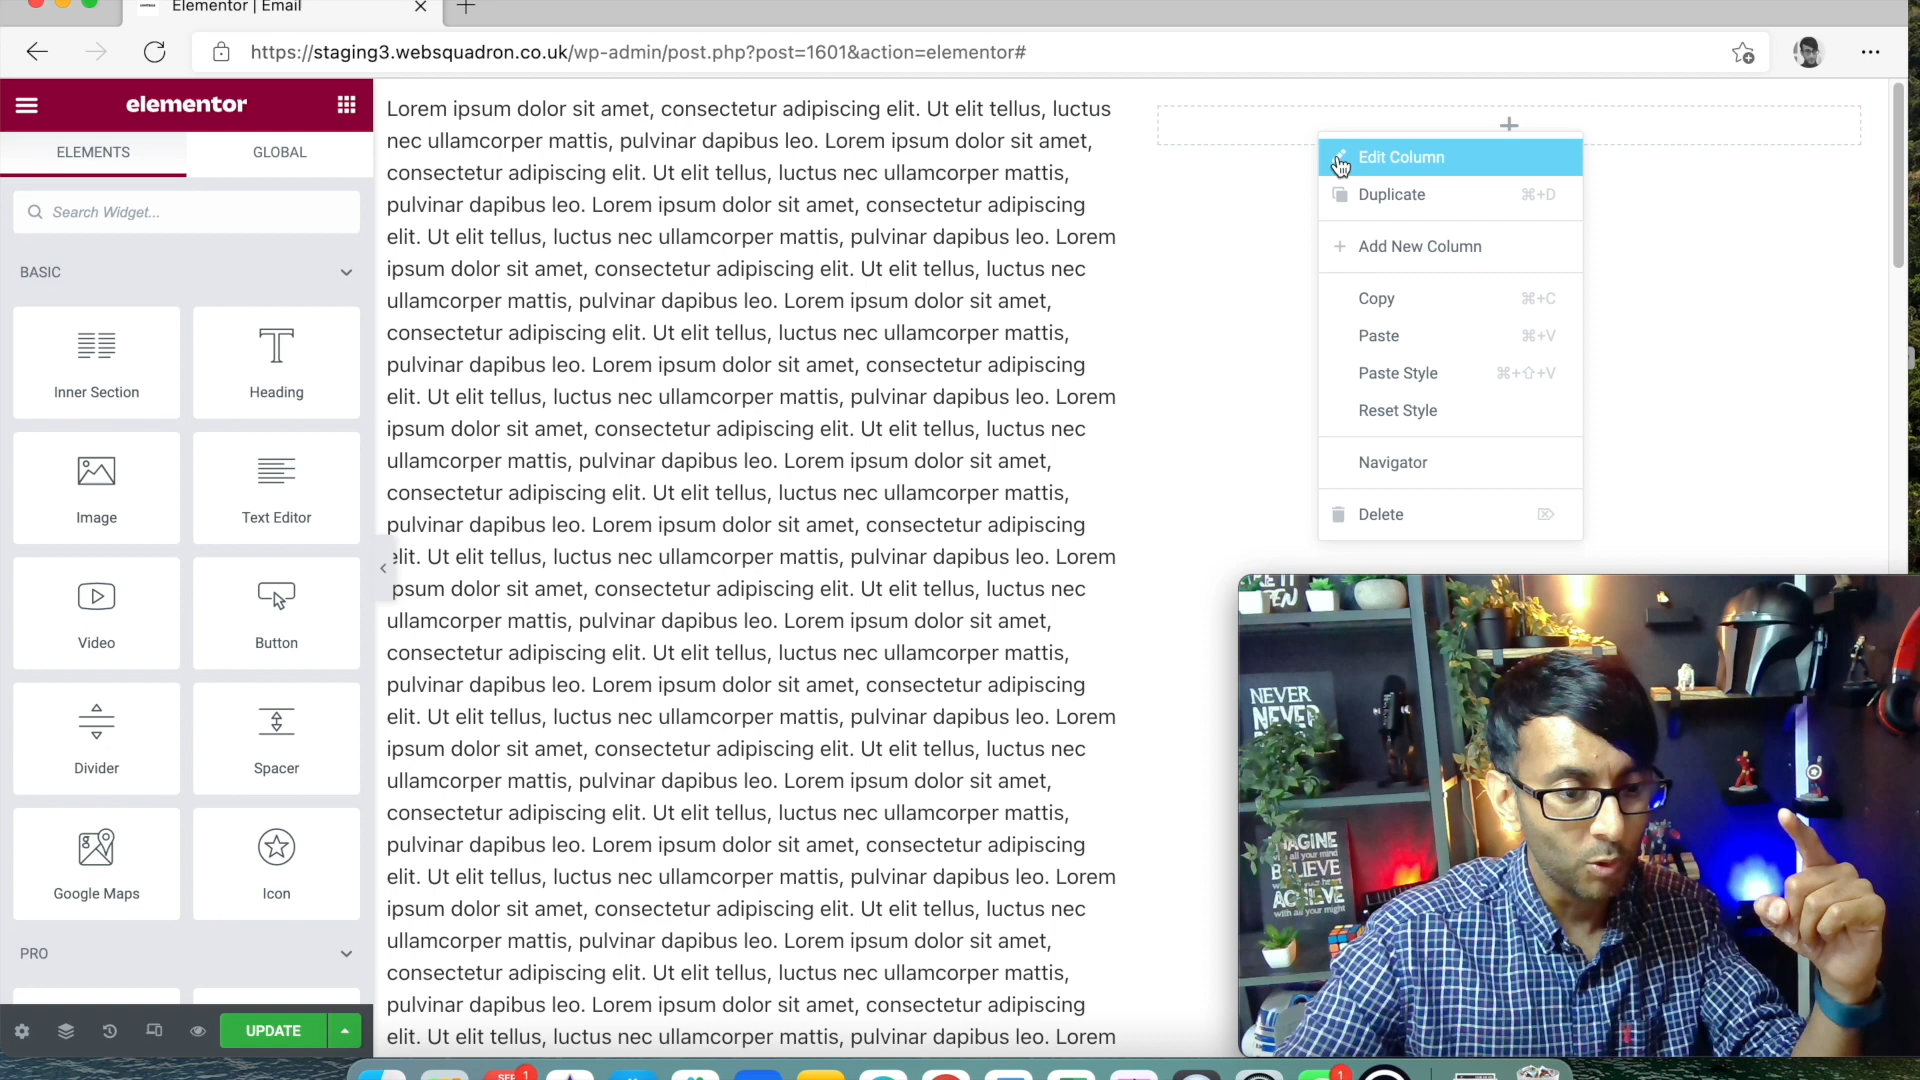 Elementor | Email
https://staging3.websquadron.co.uk/wp-admin/post.php?post=1601&action=elementor#
elementor
ELEMENTS
GLOBAL
Search Widget...
BASIC
Inner Section
Heading
Image
Text Editor
Video
Button
Divider
Spacer
Google Maps
Icon
PRO
UPDATE
Lorem ipsum dolor sit amet, consectetur adipiscing elit. Ut elit tellus, luctus
nec ullamcorper mattis, pulvinar dapibus leo. Lorem ipsum dolor sit amet,
consectetur adipiscing elit. Ut elit tellus, luctus nec ullamcorper mattis,
pulvinar dapibus leo. Lorem ipsum dolor sit amet, consectetur adipiscing
elit. Ut elit tellus, luctus nec ullamcorper mattis, pulvinar dapibus leo. Lorem
ipsum dolor sit amet, consectetur adipiscing elit. Ut elit tellus, luctus nec
ullamcorper mattis, pulvinar dapibus leo. Lorem ipsum dolor sit amet,
consectetur adipiscing elit. Ut elit tellus, luctus nec ullamcorper mattis,
pulvinar dapibus leo. Lorem ipsum dolor sit amet, consectetur adipiscing
elit. Ut elit tellus, luctus nec ullamcorper mattis, pulvinar dapibus leo. Lorem
ipsum dolor sit amet, consectetur adipiscing elit. Ut elit tellus, luctus nec
ullamcorper mattis, pulvinar dapibus leo. Lorem ipsum dolor sit amet,
consectetur adipiscing elit. Ut elit tellus, luctus nec ullamcorper mattis,
pulvinar dapibus leo. Lorem ipsum dolor sit amet, consectetur adipiscing
elit. Ut elit tellus, luctus nec ullamcorper mattis, pulvinar dapibus leo. Lorem
ipsum dolor sit amet, consectetur adipiscing elit. Ut elit tellus, luctus nec
ullamcorper mattis, pulvinar dapibus leo. Lorem ipsum dolor sit amet,
consectetur adipiscing elit. Ut elit tellus, luctus nec ullamcorper mattis,
pulvinar dapibus leo. Lorem ipsum dolor sit amet, consectetur adipiscing
elit. Ut elit tellus, luctus nec ullamcorper mattis, pulvinar dapibus leo. Lorem
ipsum dolor sit amet, consectetur adipiscing elit. Ut elit tellus, luctus nec
ullamcorper mattis, pulvinar dapibus leo. Lorem ipsum dolor sit amet,
consectetur adipiscing elit. Ut elit tellus, luctus nec ullamcorper mattis,
pulvinar dapibus leo. Lorem ipsum dolor sit amet, consectetur adipiscing
elit. Ut elit tellus, luctus nec ullamcorper mattis, pulvinar dapibus leo. Lorem
ipsum dolor sit amet, consectetur adipiscing elit. Ut elit tellus, luctus nec
ullamcorper mattis, pulvinar dapibus leo. Lorem ipsum dolor sit amet,
consectetur adipiscing elit. Ut elit tellus, luctus nec ullamcorper mattis,
pulvinar dapibus leo. Lorem ipsum dolor sit amet, consectetur adipiscing
elit. Ut elit tellus, luctus nec ullamcorper mattis, pulvinar dapibus leo. Lorem
Edit Column
Duplicate ⌘+D
Add New Column
Copy ⌘+C
Paste ⌘+V
Paste Style ⌘+⇧+V
Reset Style
Navigator
Delete ⌦
NEVER
NEVER
IMAGINE
with all your mind
BELIEVE
ACHIEVE
with all your might
SEP 1
1